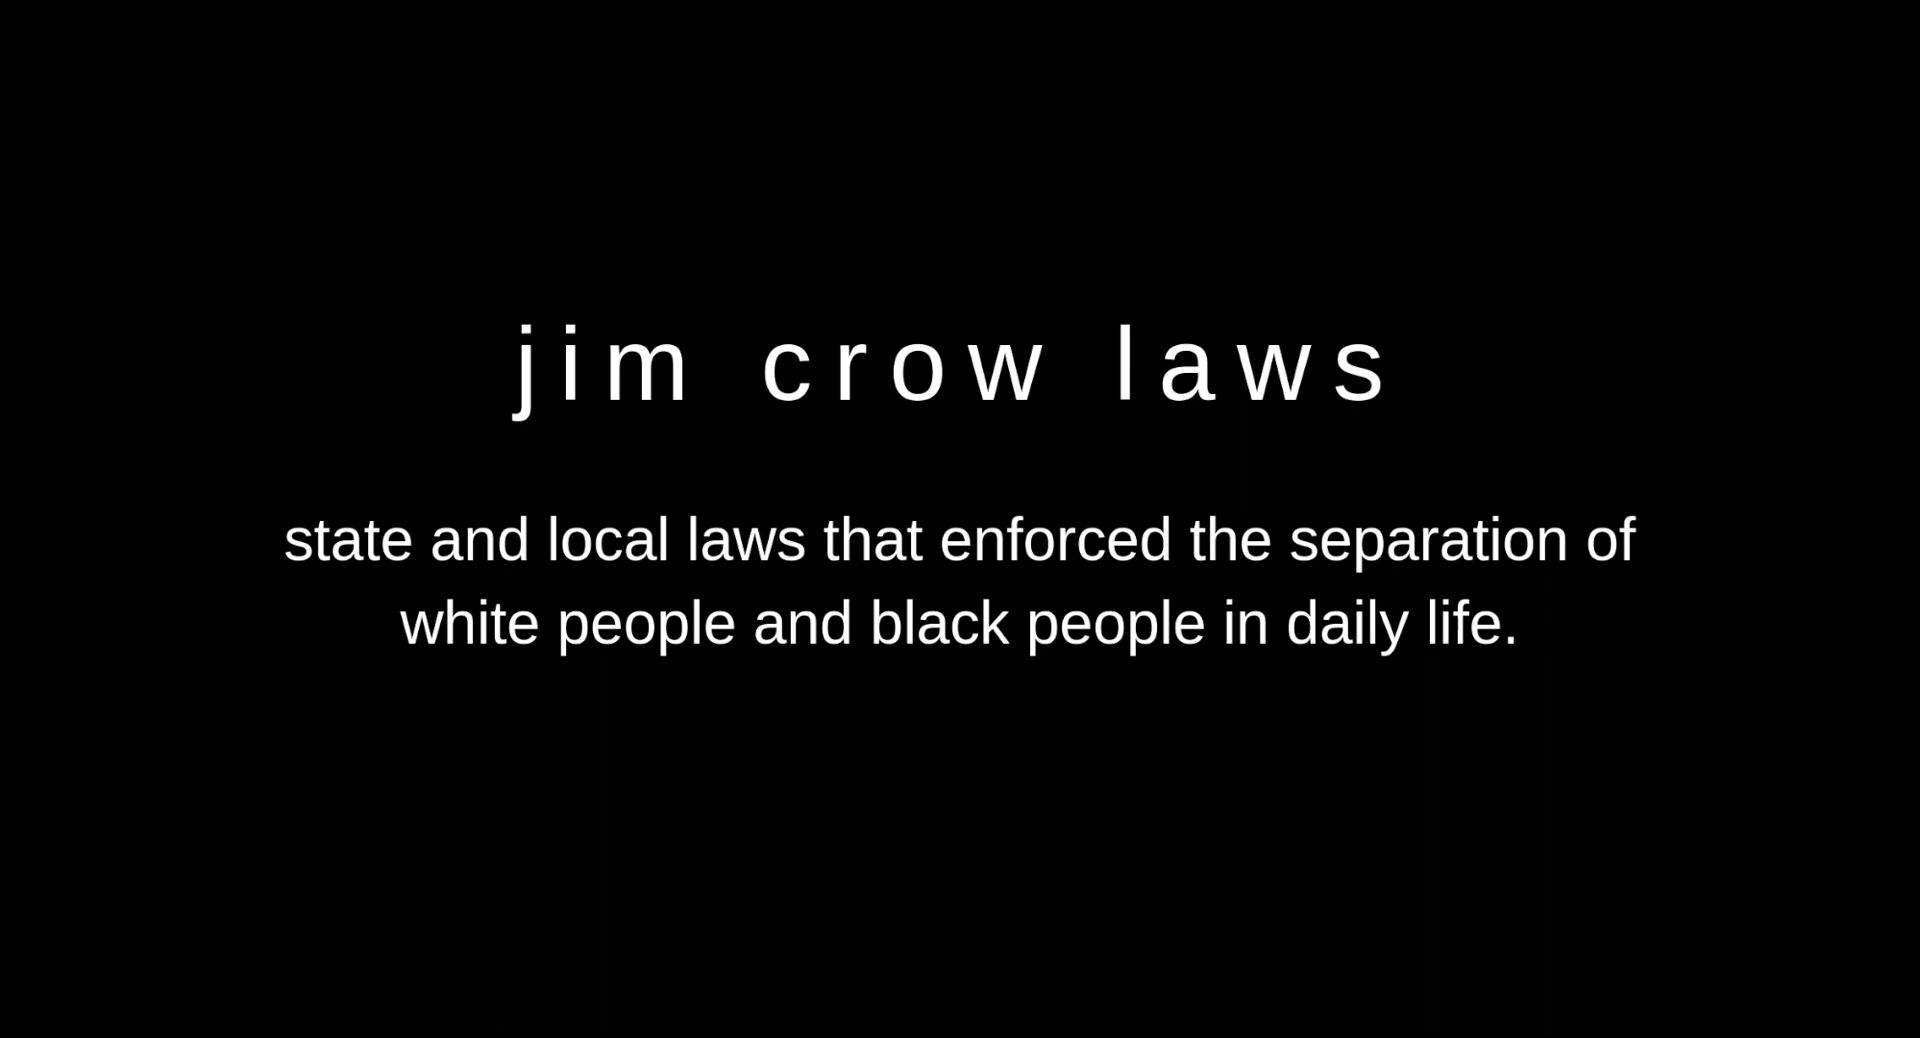 jim crow laws
state and local laws that enforced the separation of
white people and black people in daily life.